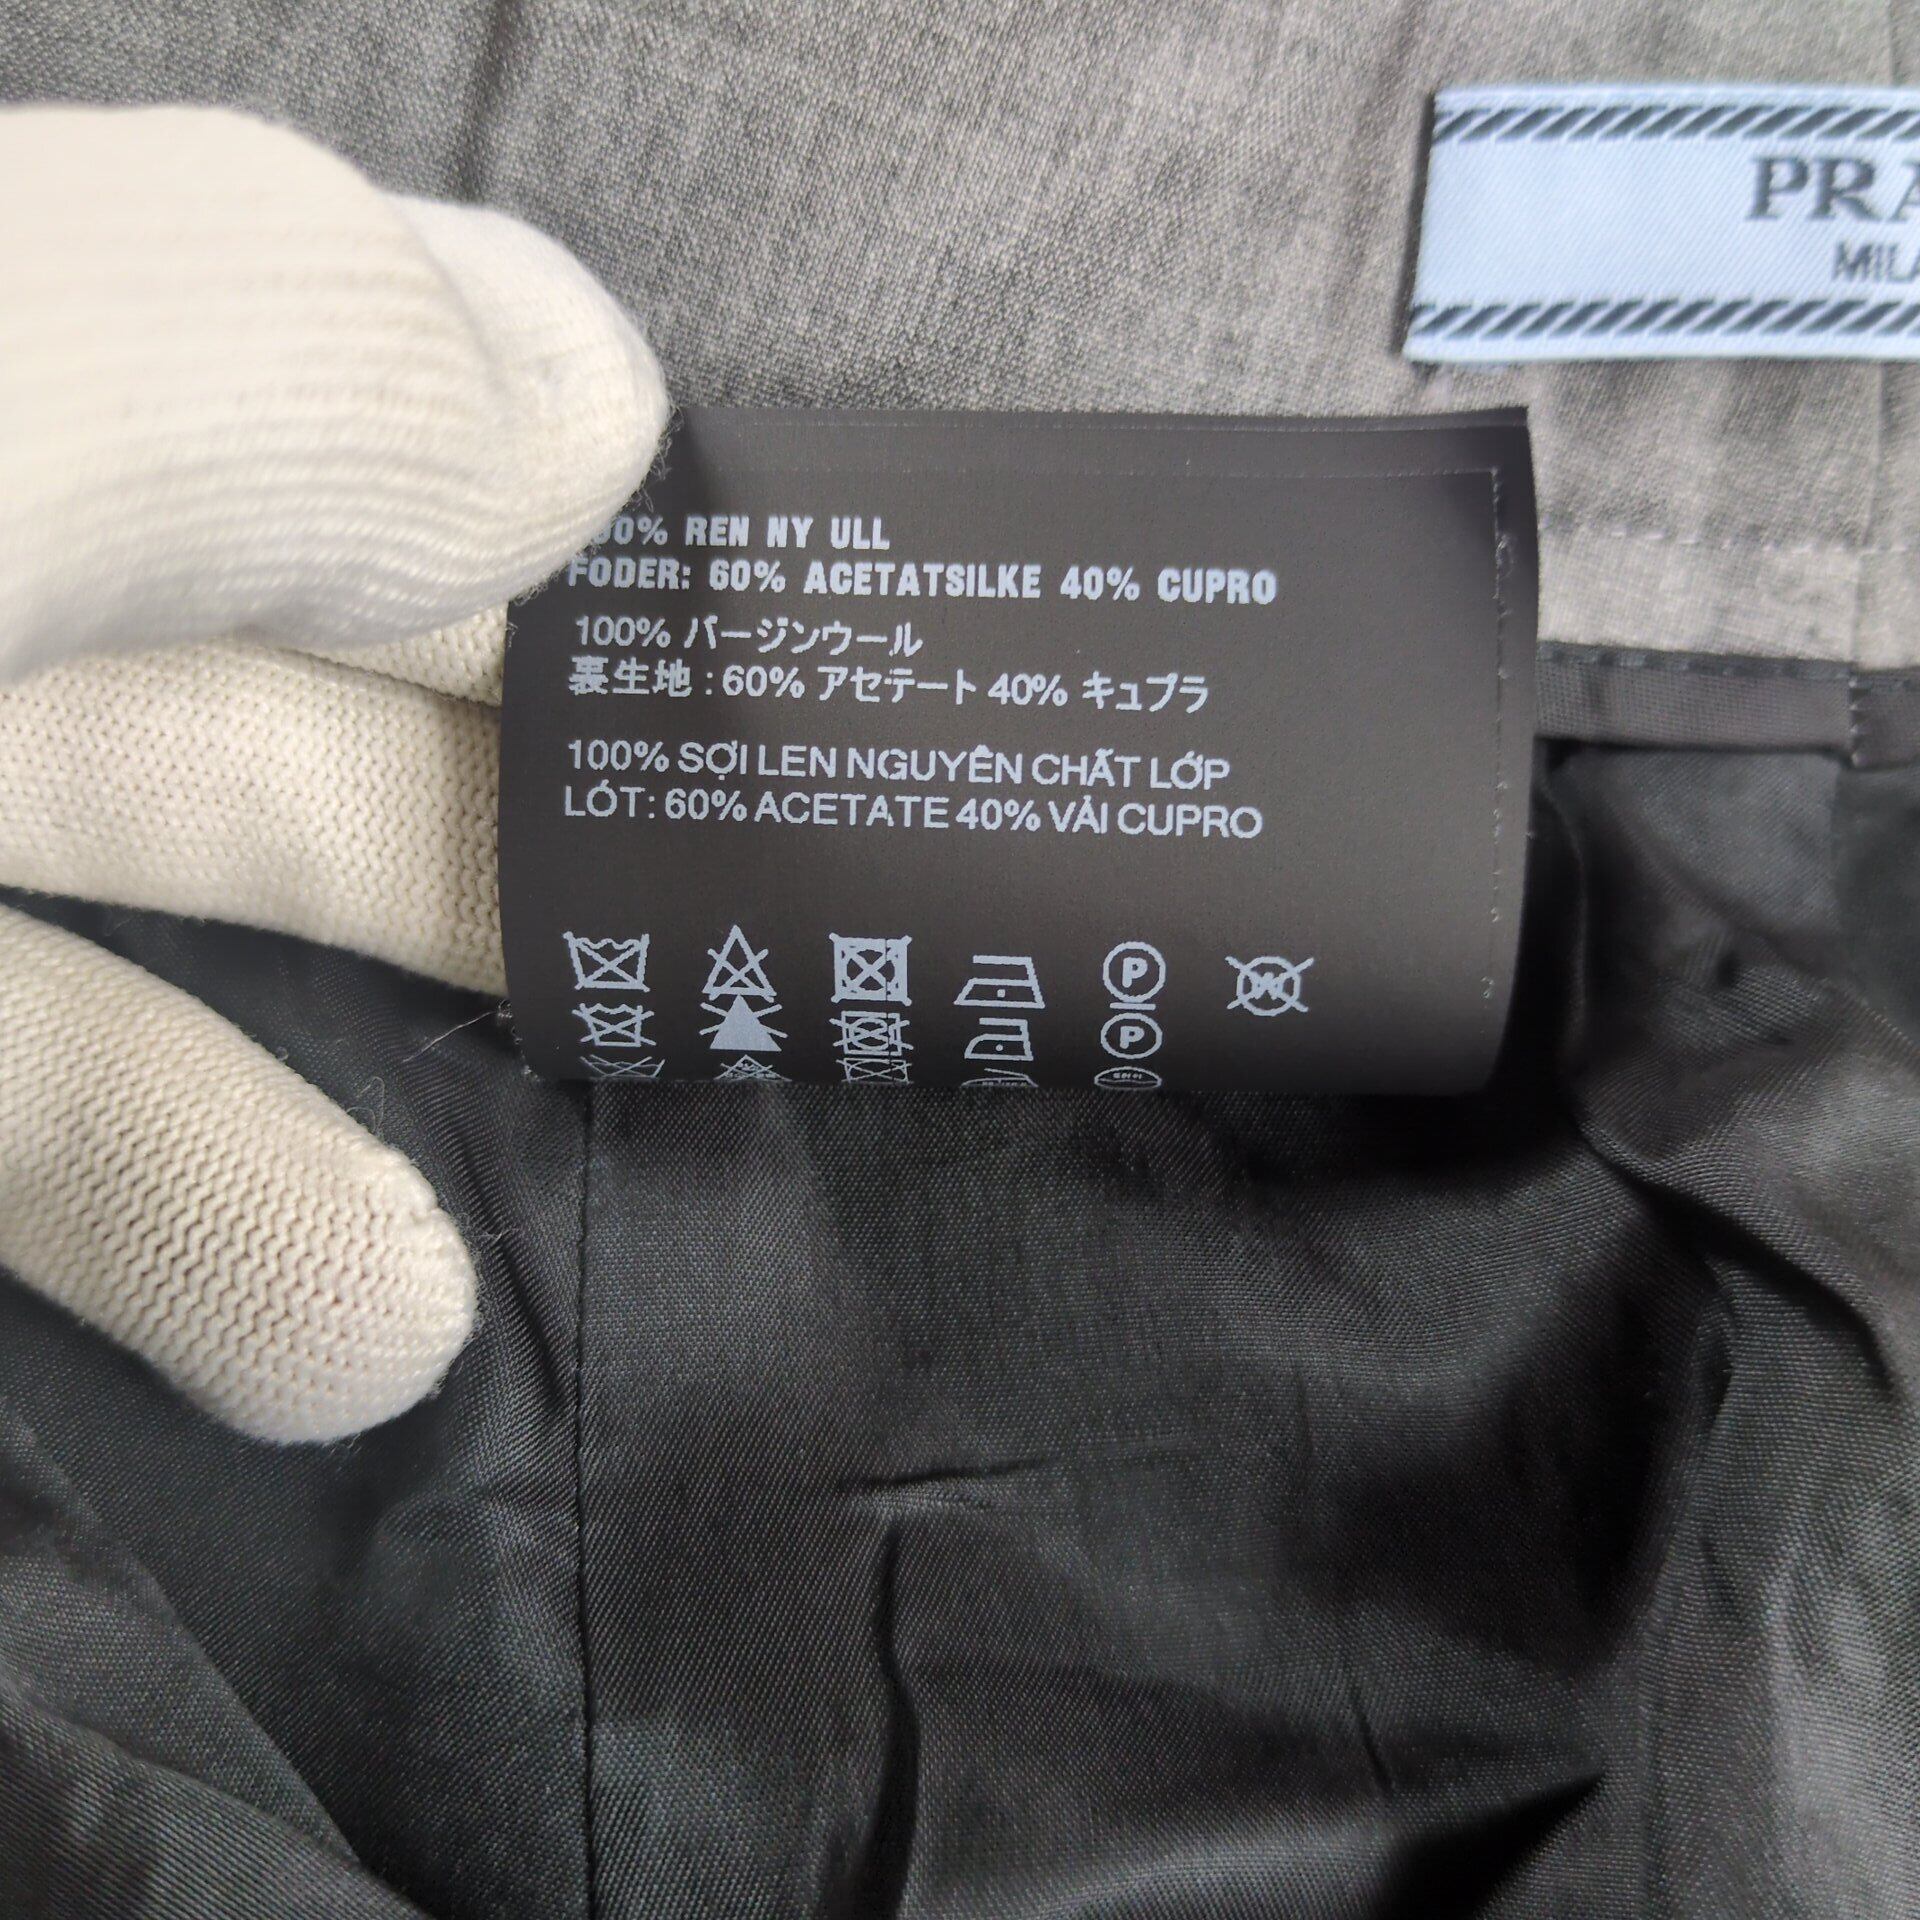 MILA
00% REN NY ULL
FODER: 60% ACETATSILKE 40% CUPRO
100% バージンウール
裏生地 : 60% アセテート 40% キュプラ
100% SỢI LEN NGUYÊN CHẤT LỚP
LÓT: 60% ACETATE 40% VẢI CUPRO
P
P